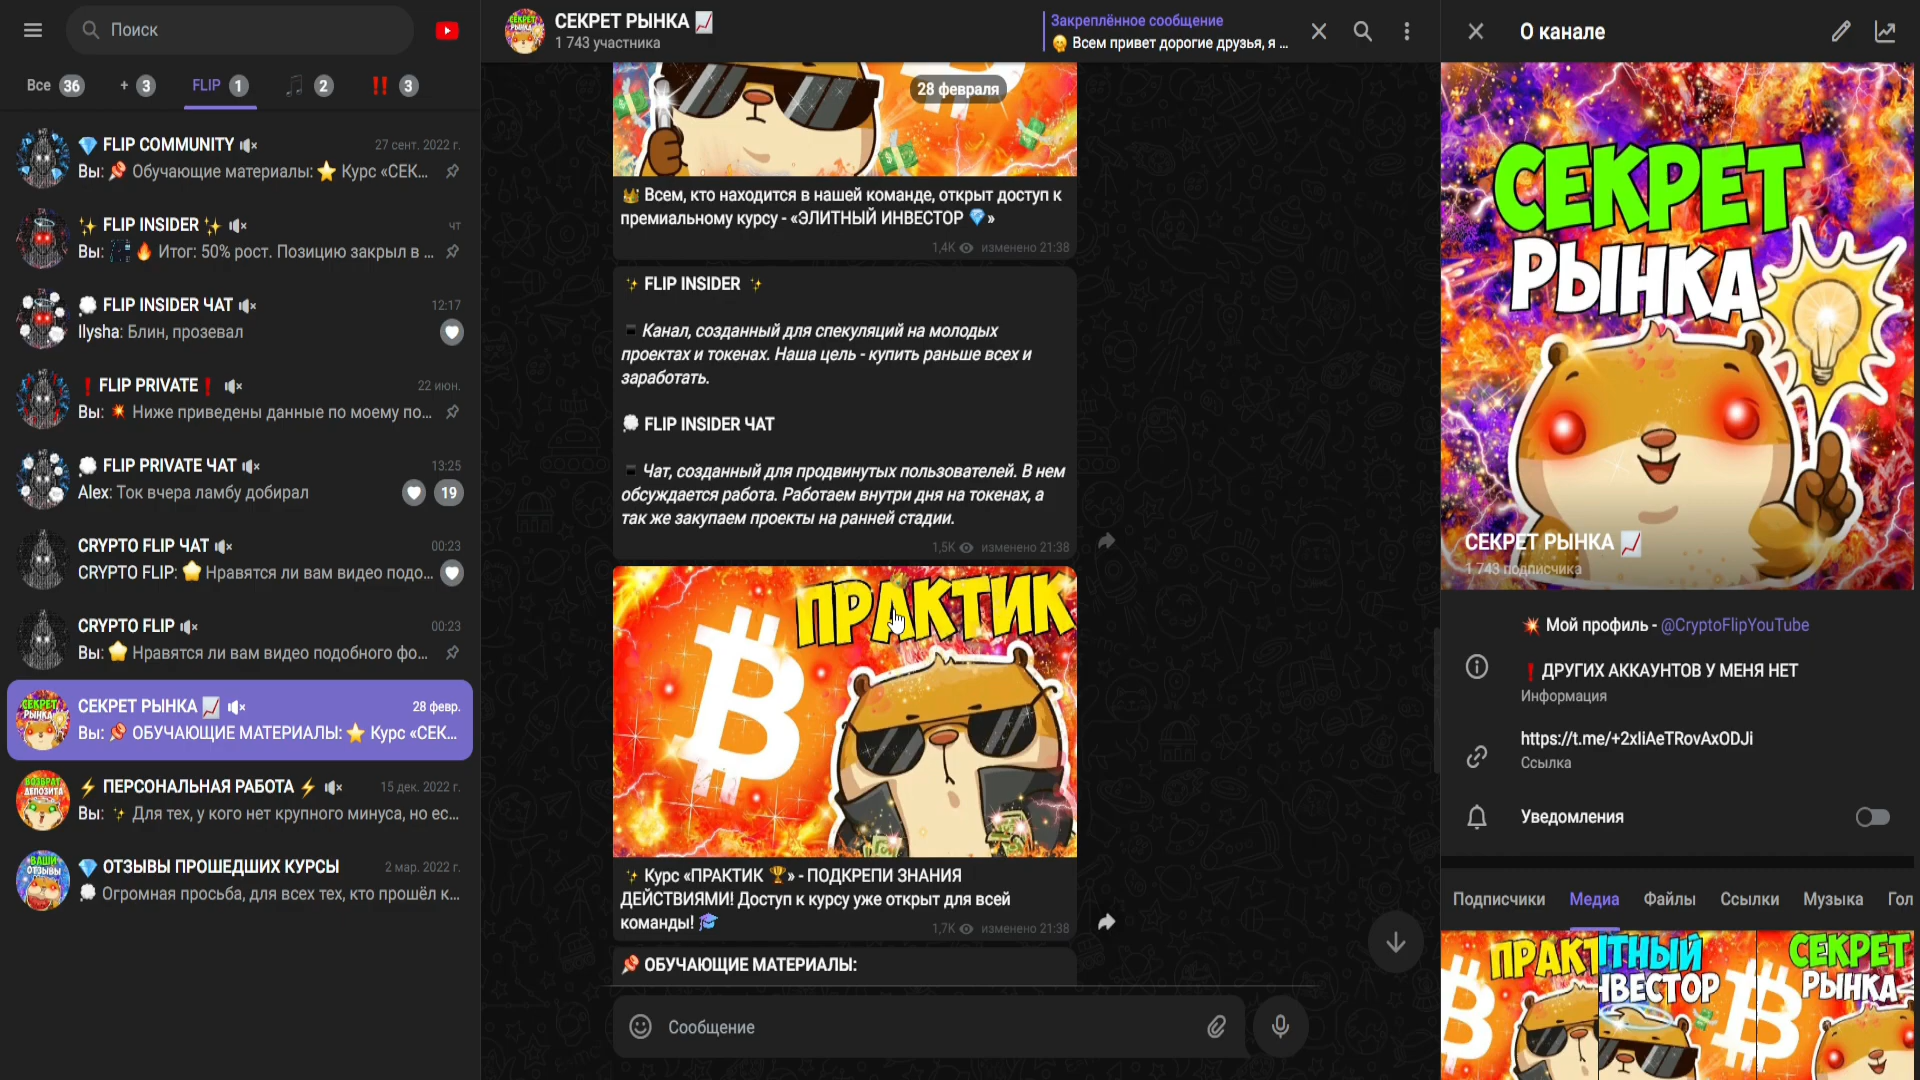 Поиск
Все 36
+ 3
FLIP 1
2
‼ 3
💎 FLIP COMMUNITY
27 сент. 2022 г.
Вы: 📌 Обучающие материалы: ⭐ Курс «СЕК...
✨ FLIP INSIDER ✨
чт
Вы: 🔥 Итог: 50% рост. Позицию закрыл в ...
💭 FLIP INSIDER ЧАТ
12:17
Ilysha: Блин, прозевал
❗ FLIP PRIVATE ❗
22 июн.
Вы: 💥 Ниже приведены данные по моему по...
💭 FLIP PRIVATE ЧАТ
13:25
Alex: Ток вчера ламбу добирал
19
CRYPTO FLIP ЧАТ
00:23
CRYPTO FLIP: ⭐ Нравятся ли вам видео подо...
CRYPTO FLIP
00:23
Вы: ⭐ Нравятся ли вам видео подобного фо...
СЕКРЕТ РЫНКА 📈
28 февр.
Вы: 📌 ОБУЧАЮЩИЕ МАТЕРИАЛЫ: ⭐ Курс «СЕК...
⚡ ПЕРСОНАЛЬНАЯ РАБОТА ⚡
15 дек. 2022 г.
Вы: ✨ Для тех, у кого нет крупного минуса, но ес...
💎 ОТЗЫВЫ ПРОШЕДШИХ КУРСЫ
2 мар. 2022 г.
💭 Огромная просьба, для всех тех, кто прошёл к...
СЕКРЕТ РЫНКА 📈
1 743 участника
Закреплённое сообщение
Всем привет дорогие друзья, я ...
28 февраля
👑 Всем, кто находится в нашей команде, открыт доступ к
премиальному курсу - «ЭЛИТНЫЙ ИНВЕСТОР 💎»
1,4K изменено 21:38
✨ FLIP INSIDER ✨
▪ Канал, созданный для спекуляций на молодых
проектах и токенах. Наша цель - купить раньше всех и
заработать.
💭 FLIP INSIDER ЧАТ
▪ Чат, созданный для продвинутых пользователей. В нем
обсуждается работа. Работаем внутри дня на токенах, а
так же закупаем проекты на ранней стадии.
1,5K изменено 21:38
ПРАКТИК
✨ Курс «ПРАКТИК 🏆» - ПОДКРЕПИ ЗНАНИЯ
ДЕЙСТВИЯМИ! Доступ к курсу уже открыт для всей
команды! 🎓
1,7K изменено 21:38
📌 ОБУЧАЮЩИЕ МАТЕРИАЛЫ:
Сообщение
О канале
СЕКРЕТ
РЫНКА
СЕКРЕТ РЫНКА 📈
1 743 подписчика
💥 Мой профиль - @CryptoFlipYouTube
❗ ДРУГИХ АККАУНТОВ У МЕНЯ НЕТ
Информация
https://t.me/+2xliAeTRovAxODJi
Ссылка
Уведомления
Подписчики Медиа Файлы Ссылки Музыка Гол
ПРАКТ
ІТНЫЙ
НВЕСТОР
СЕКРЕТ
РЫНКА